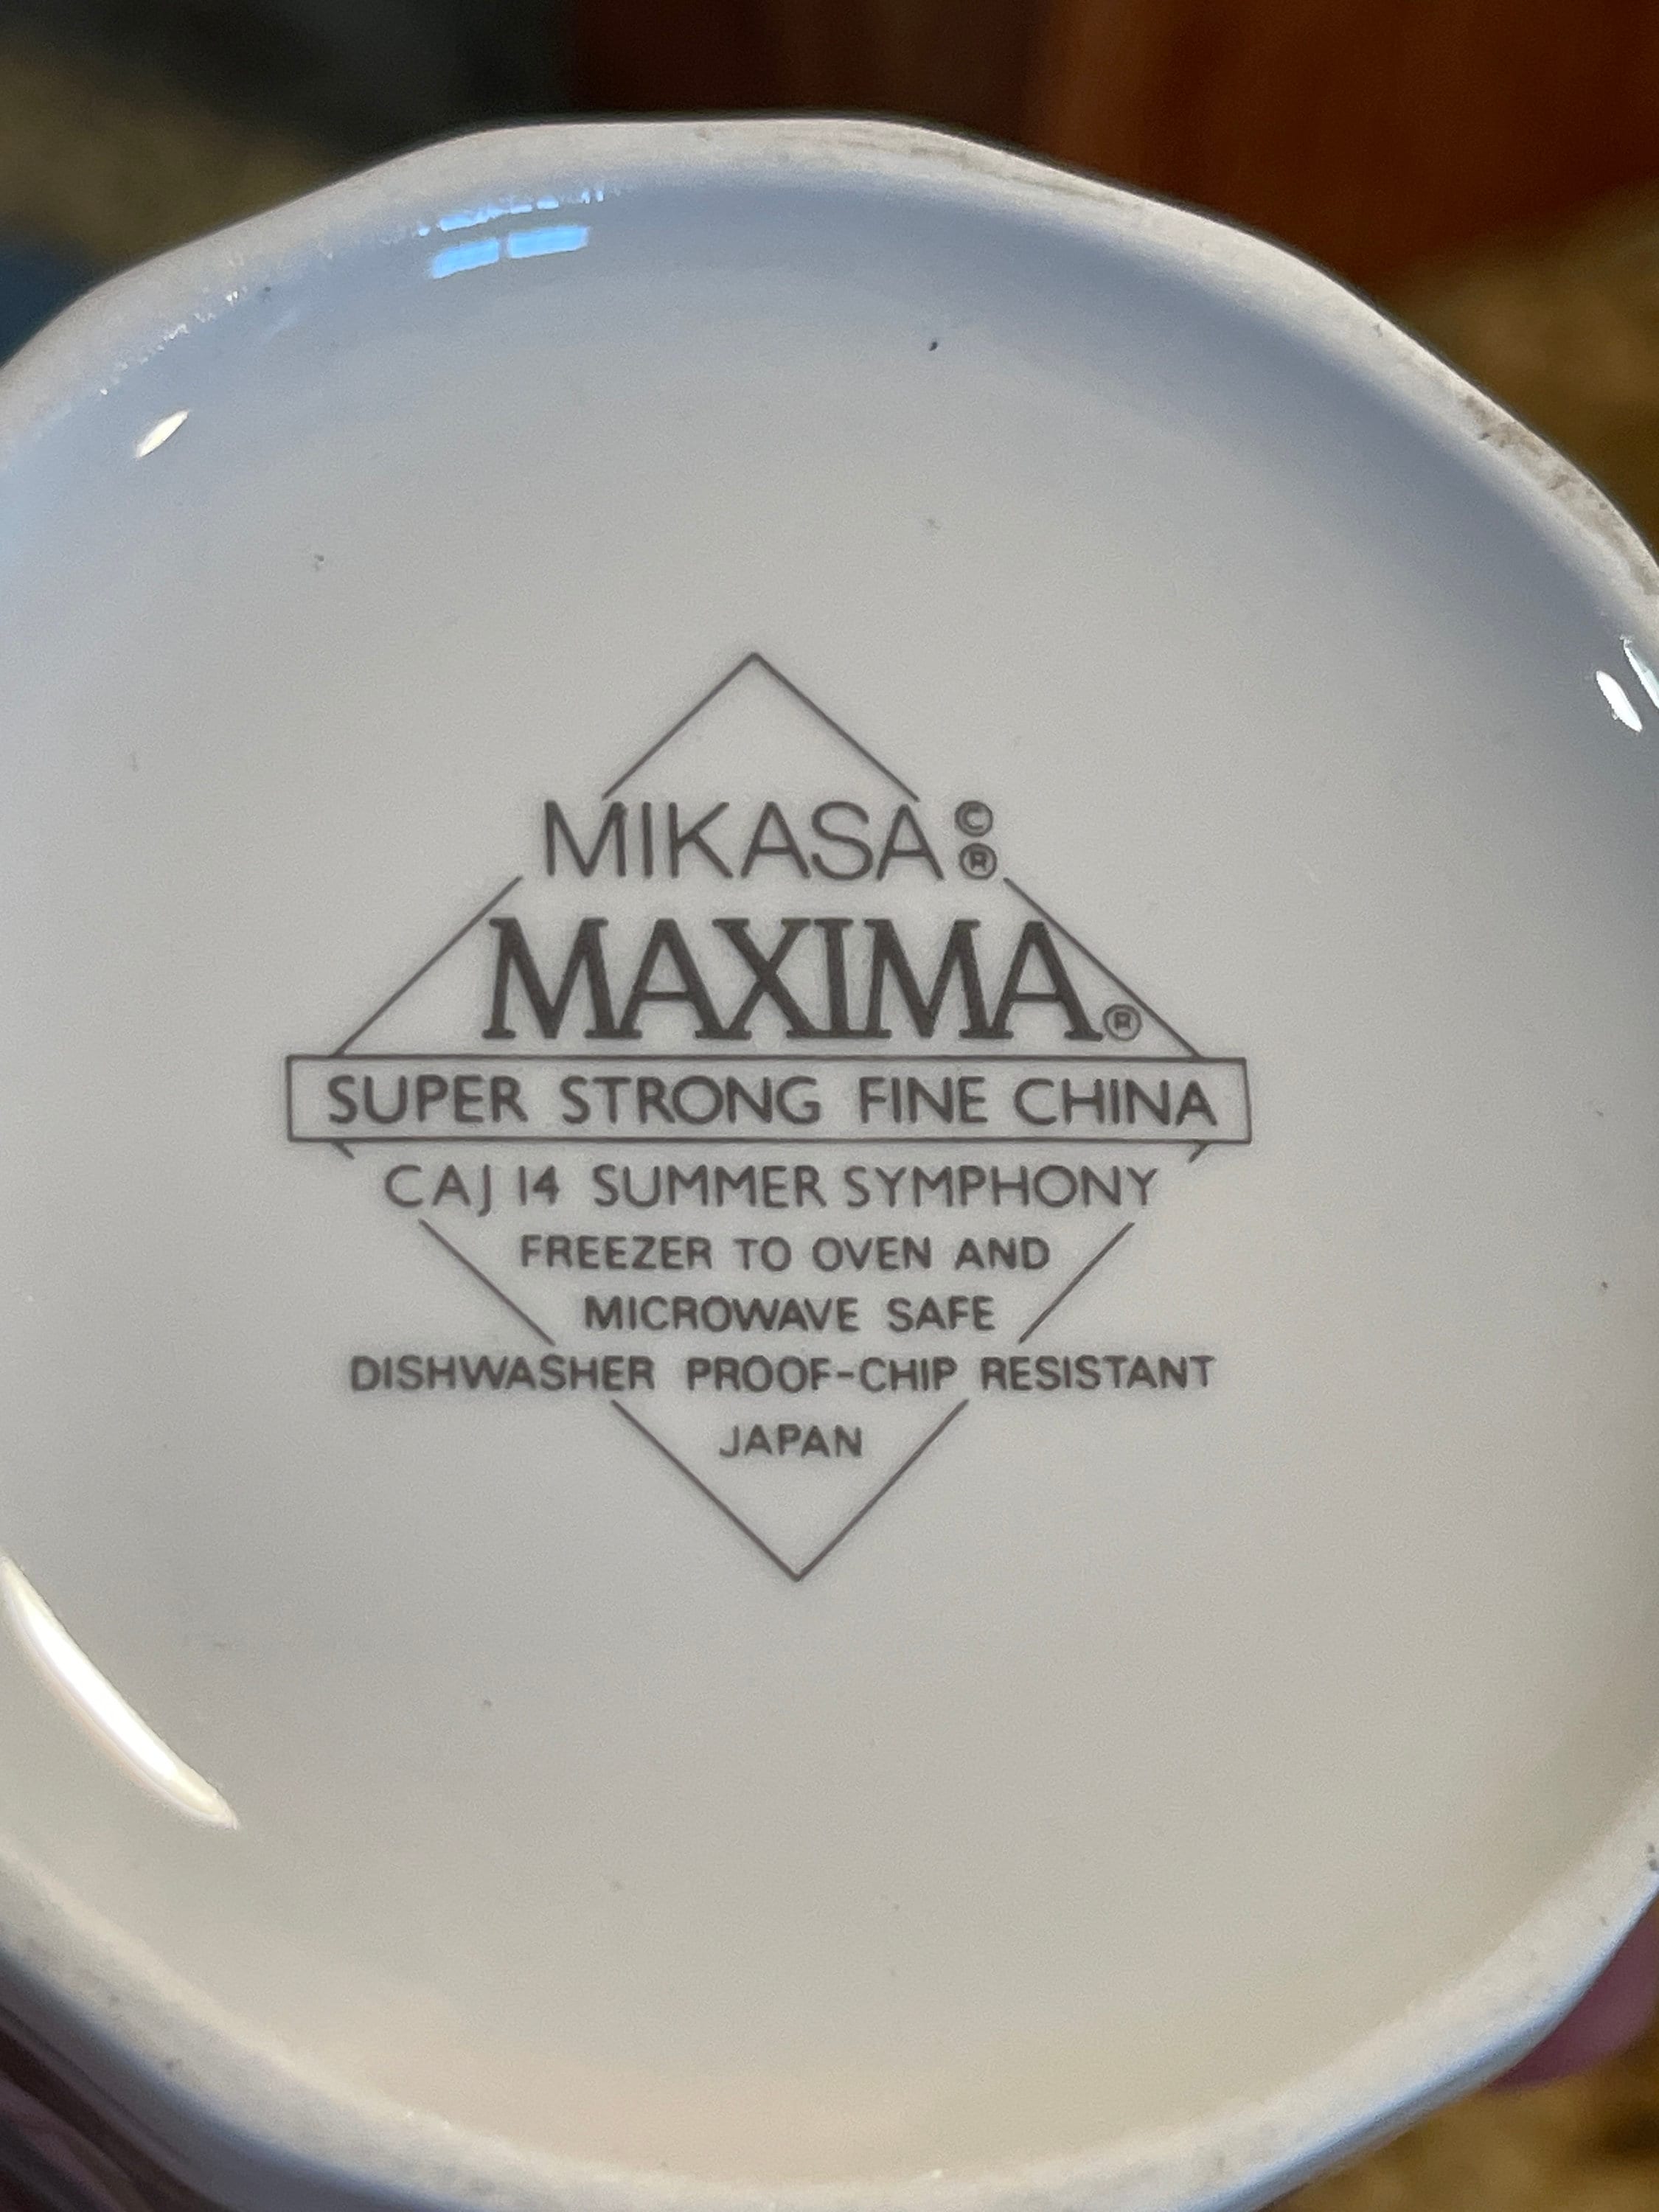 MIKASA ©
®
MAXIMA®
SUPER STRONG FINE CHINA
CAJ 14 SUMMER SYMPHONY
FREEZER TO OVEN AND
MICROWAVE SAFE
DISHWASHER PROOF-CHIP RESISTANT
JAPAN